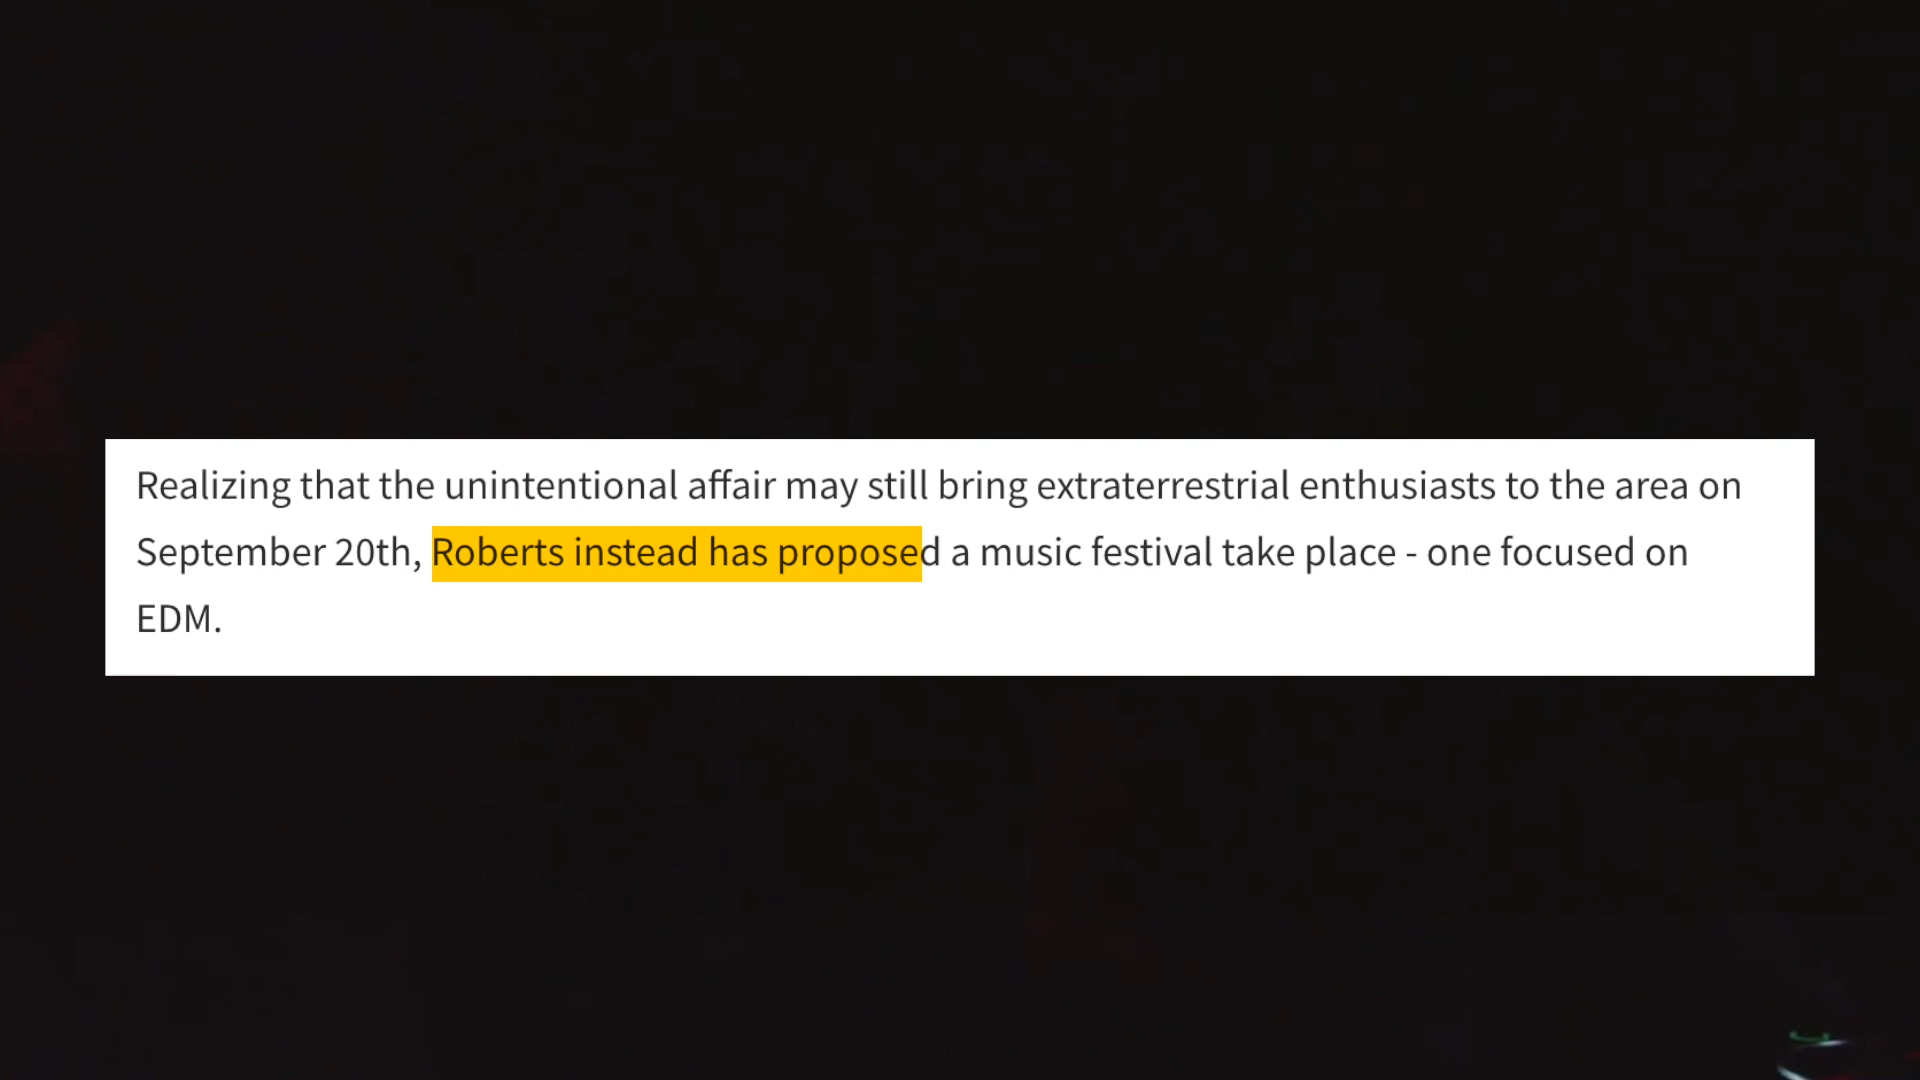 Realizing that the unintentional affair may still bring extraterrestrial enthusiasts to the area on
September 20th, Roberts instead has proposed a music festival take place - one focused on
EDM.